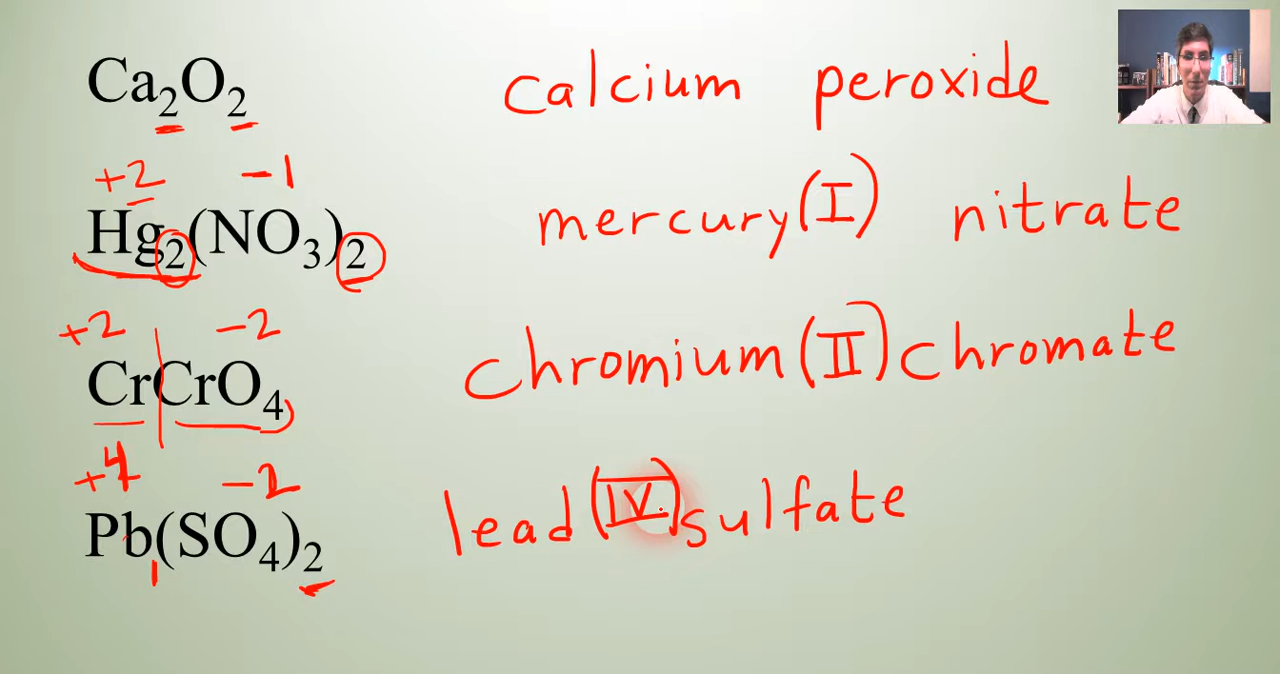 Ca₂O₂ calcium peroxide
+2 −1
Hg₂(NO₃)₂ mercury(I) nitrate
+2 −2
CrCrO₄ chromium(II) chromate
+4 −2
Pb(SO₄)₂ lead(IV) sulfate
1